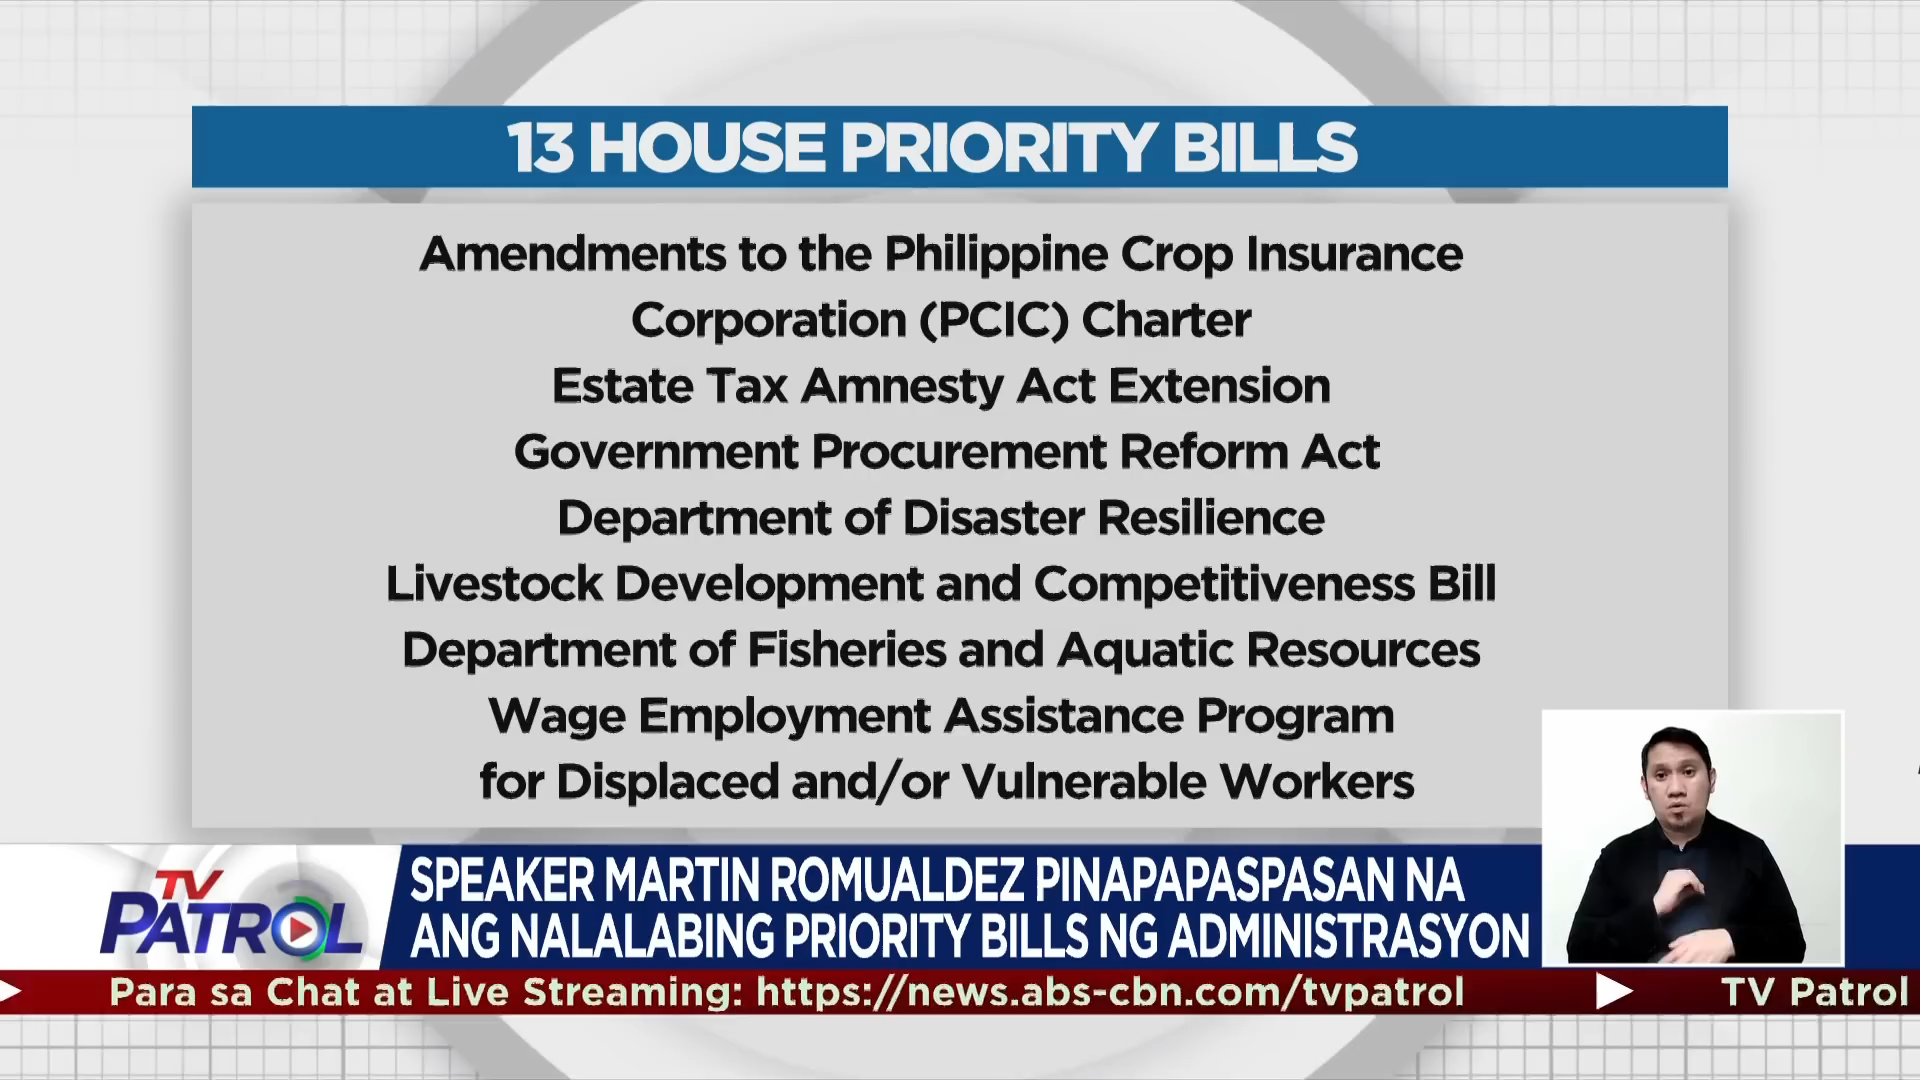 13 HOUSE PRIORITY BILLS
Amendments to the Philippine Crop Insurance
Corporation (PCIC) Charter
Estate Tax Amnesty Act Extension
Government Procurement Reform Act
Department of Disaster Resilience
Livestock Development and Competitiveness Bill
Department of Fisheries and Aquatic Resources
Wage Employment Assistance Program
for Displaced and/or Vulnerable Workers
TV
PATROL
SPEAKER MARTIN ROMUALDEZ PINAPAPASPASAN NA
ANG NALALABING PRIORITY BILLS NG ADMINISTRASYON
Para sa Chat at Live Streaming: https://news.abs-cbn.com/tvpatrol
TV Patrol